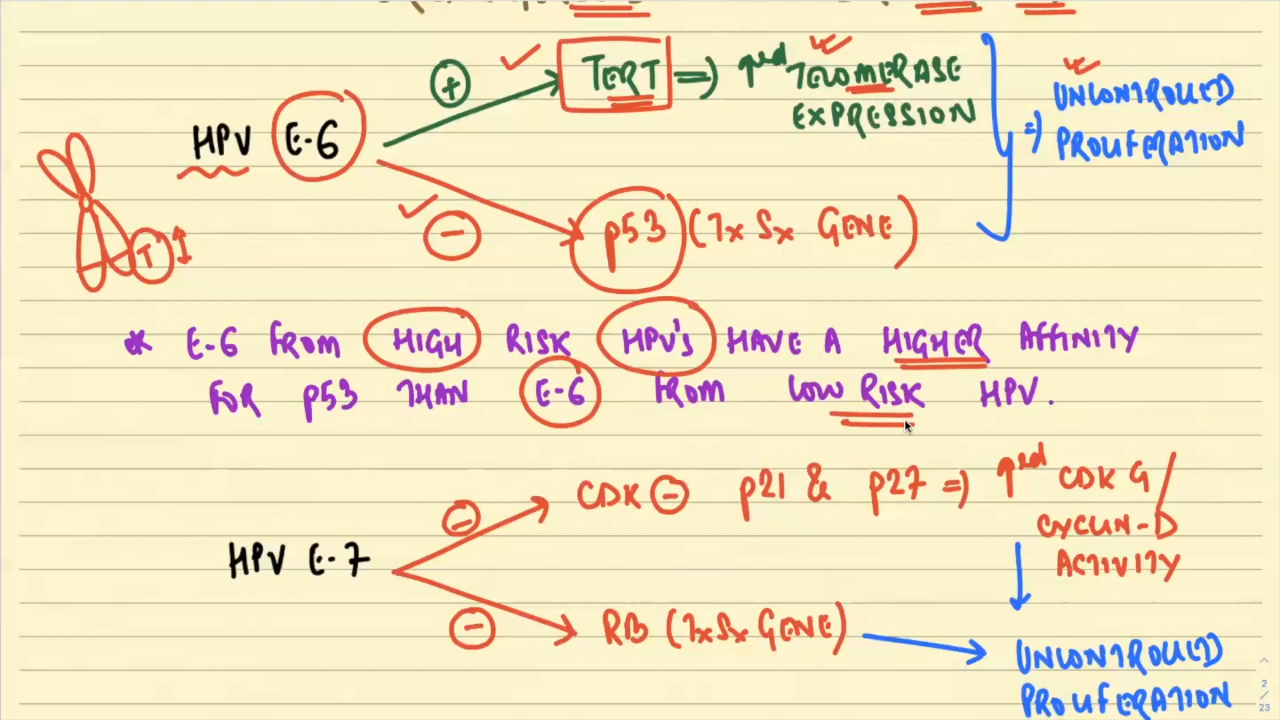 (+) TERT => ↑ed TELOMERASE
EXPRESSION
=> UNCONTROLLED
PROLIFERATION
HPV E-6
T
(-) p53 (Tx Sx GENE)
* E-6 FROM HIGH RISK HPV'S HAVE A HIGHER AFFINITY
FOR p53 THAN E-6 FROM LOW RISK HPV.
HPV E-7
(-) CDK (-) p21 & p27 => ↑ed CDK 4/
CYCLIN-D
ACTIVITY
(-) RB (Tx Sx GENE)
UNCONTROLLED
PROLIFERATION
2
/
23